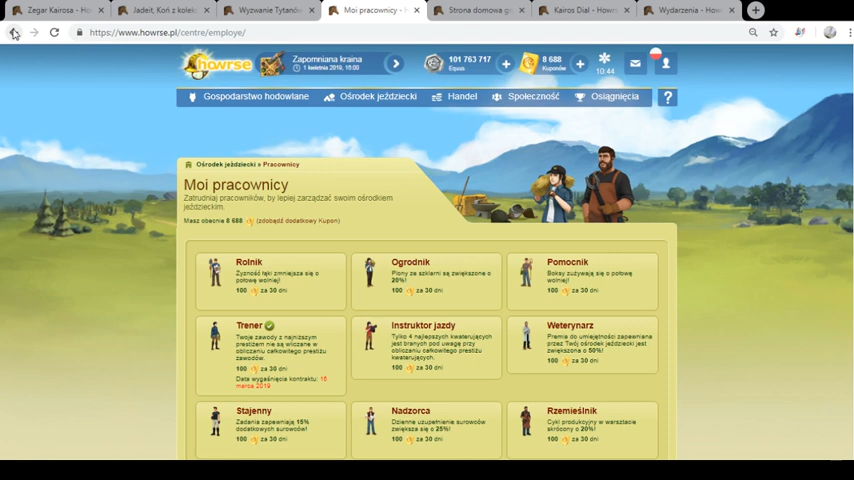 Zegar Kairosa - Ho
Jadeit, Koń z kolek
Wyzwanie Tytanów
Moi pracownicy - H
Strona domowa g
Kairos Dial - Howrs
Wydarzenia - Howr
https://www.howrse.pl/centre/employe/
howrse
Zapomniana kraina
1 kwietnia 2019, 18:00
101 763 717
Equus
8 688
Kuponów
10:44
Gospodarstwo hodowlane
Ośrodek jeździecki
Handel
Społeczność
Osiągnięcia
?
Ośrodek jeździecki » Pracownicy
Moi pracownicy
Zatrudniaj pracowników, by lepiej zarządzać swoim ośrodkiem
jeździeckim.
Masz obecnie 8 688 (zdobądź dodatkowy Kupon)
Rolnik
Żyzność łąki zmniejsza się o
połowę wolniej!
100 za 30 dni
Ogrodnik
Plony ze szklarni są zwiększone o
20%!
100 za 30 dni
Pomocnik
Boksy zużywają się o połowę
wolniej!
100 za 30 dni
Trener
Twoje zawody z najniższym
prestiżem nie są wliczane w
obliczaniu całkowitego prestiżu
zawodów.
100 za 30 dni
Data wygaśnięcia kontraktu: 16
marca 2019
Instruktor jazdy
Tylko 4 najlepszych kwaterujących
jest branych pod uwagę przy
obliczaniu całkowitego prestiżu
kwaterujących.
100 za 30 dni
Weterynarz
Premia do umiejętności zapewniana
przez Twój ośrodek jeździecki jest
zwiększona o 50%!
100 za 30 dni
Stajenny
Zadania zapewniają 15%
dodatkowych surowców!
100 za 30 dni
Nadzorca
Dzienne uzupełnianie surowców
zwiększa się o 25%!
100 za 30 dni
Rzemieślnik
Cykl produkcyjny w warsztacie
skrócony o 20%!
100 za 30 dni